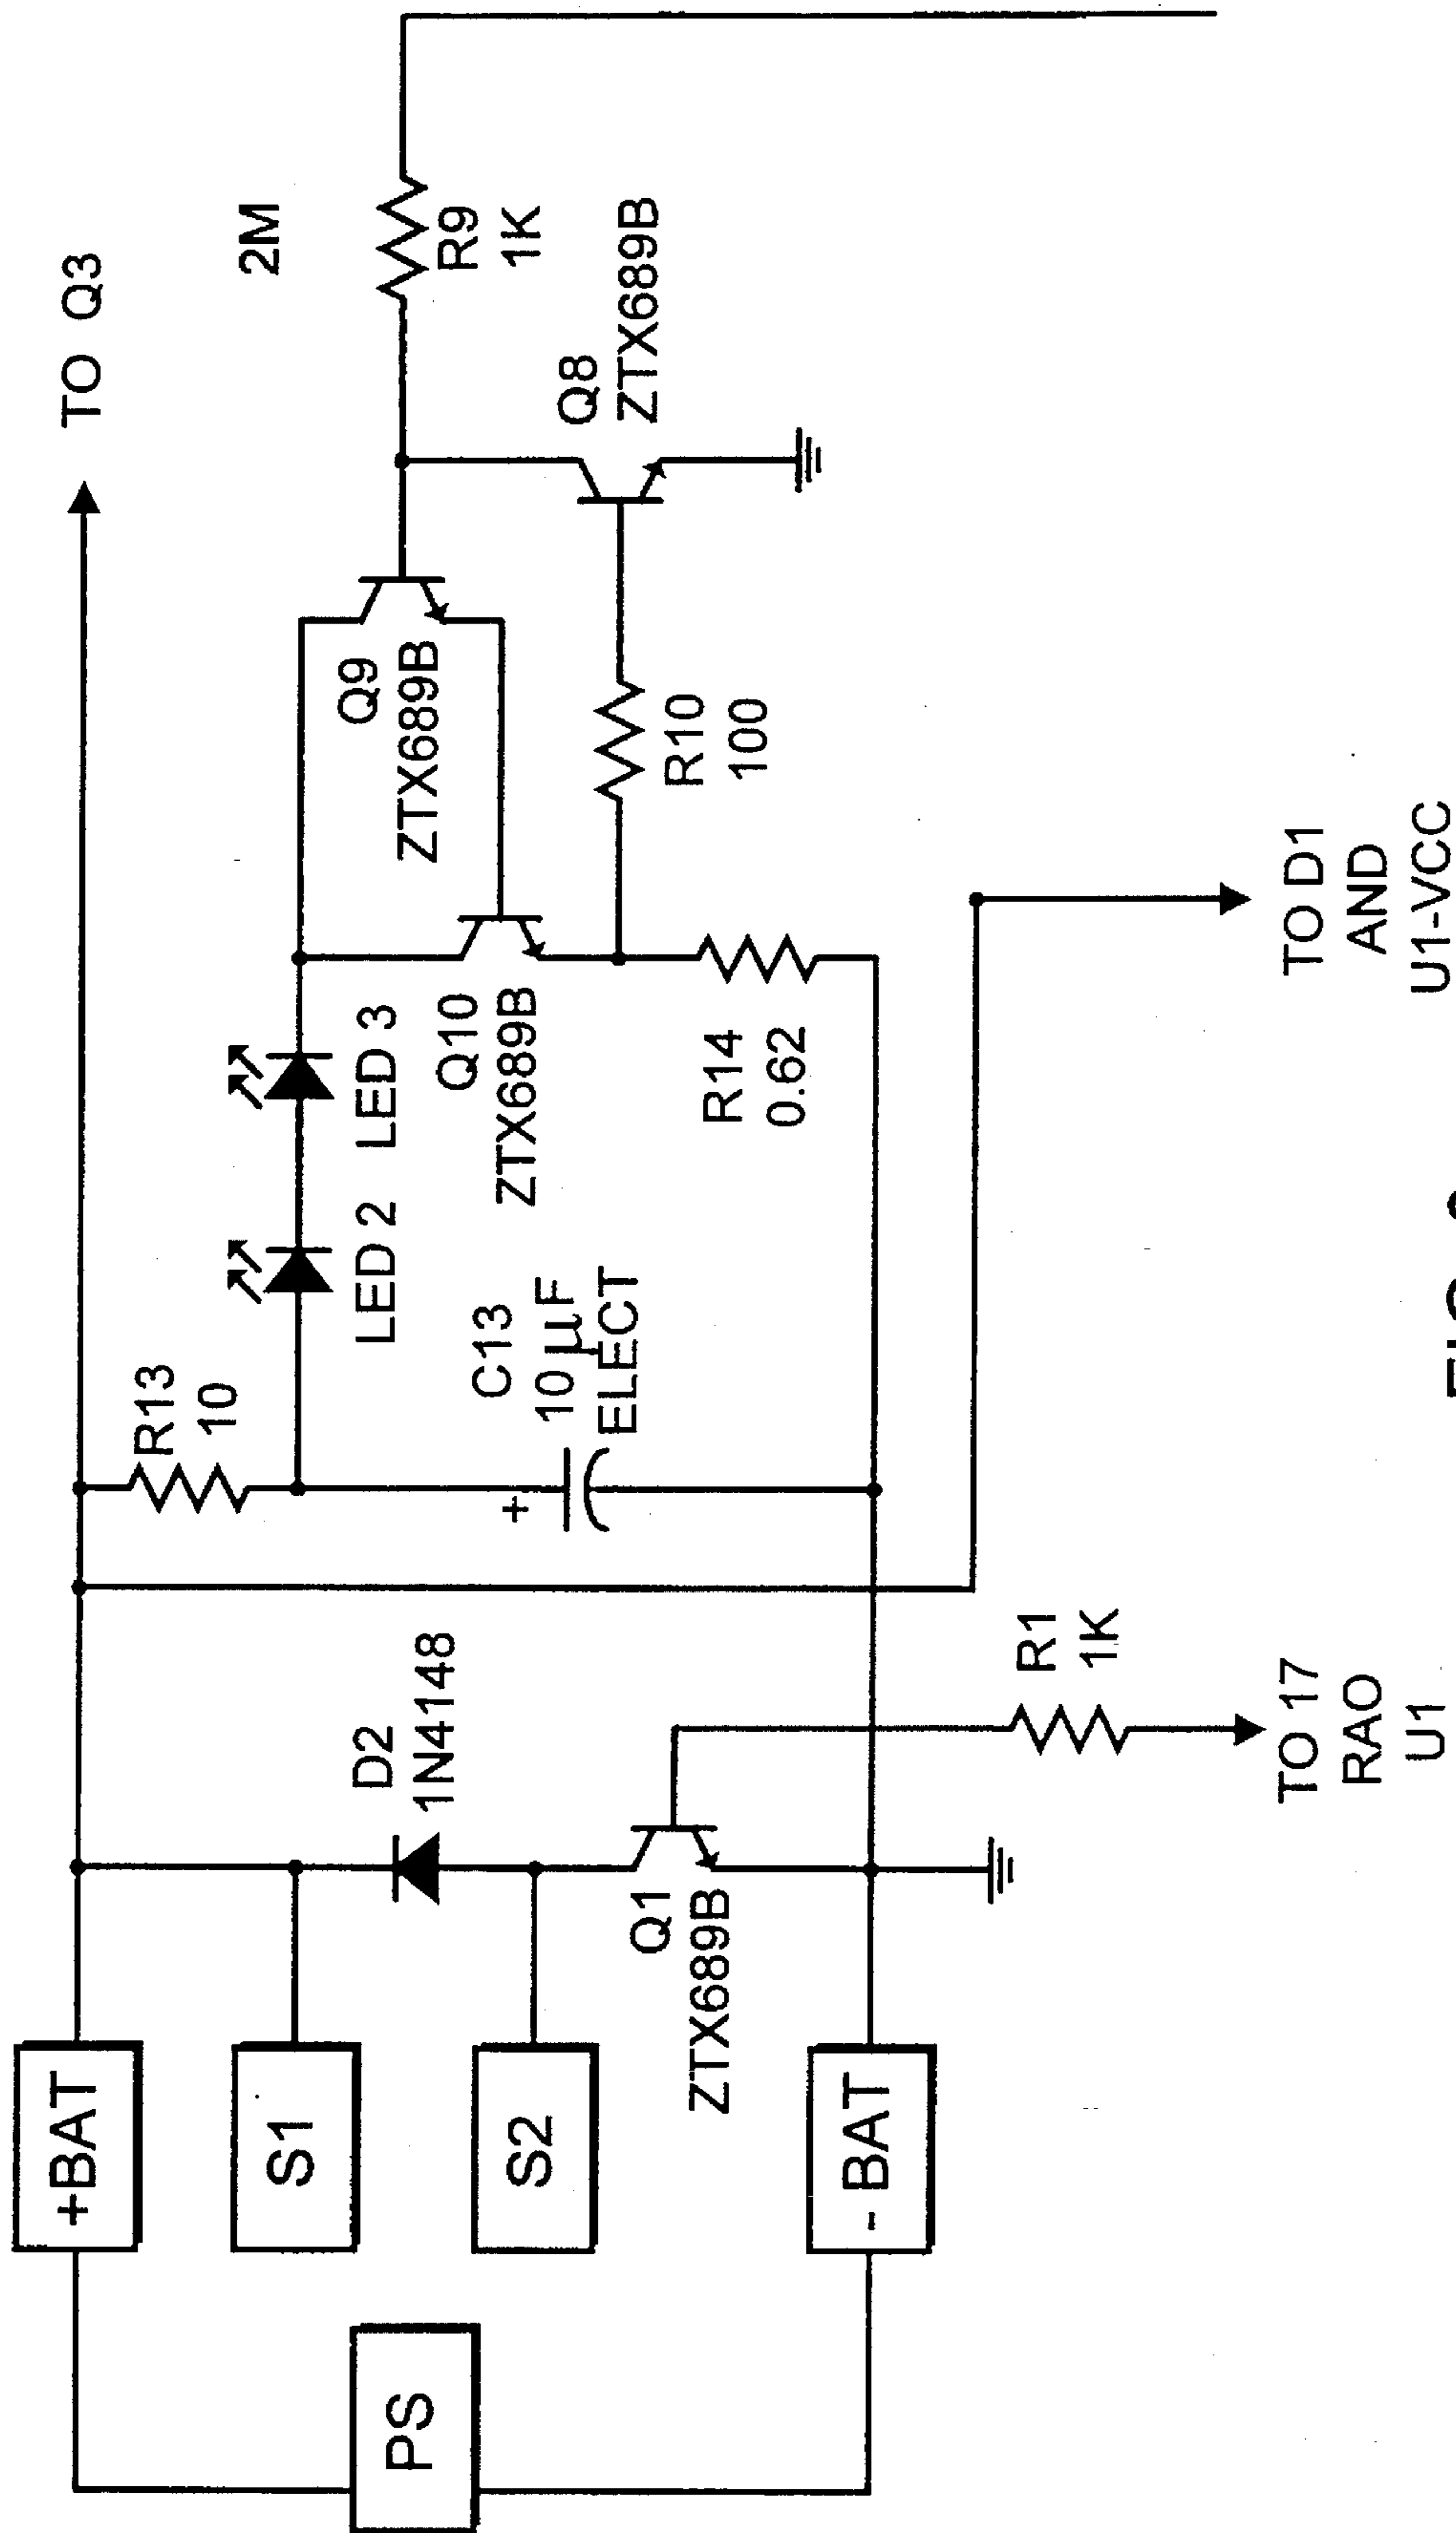 TO Q3
2M
R9
1K
Q8
ZTX689B
Q9
ZTX689B
R10
100
Q10
ZTX689B
R14
0.62
LED 2
LED 3
R13
10
C13
+
10 µF
ELECT
TO D1
AND
U1-VCC
D2
1N4148
Q1
ZTX689B
R1
1K
TO 17
RAO
U1
+BAT
S1
S2
- BAT
PS